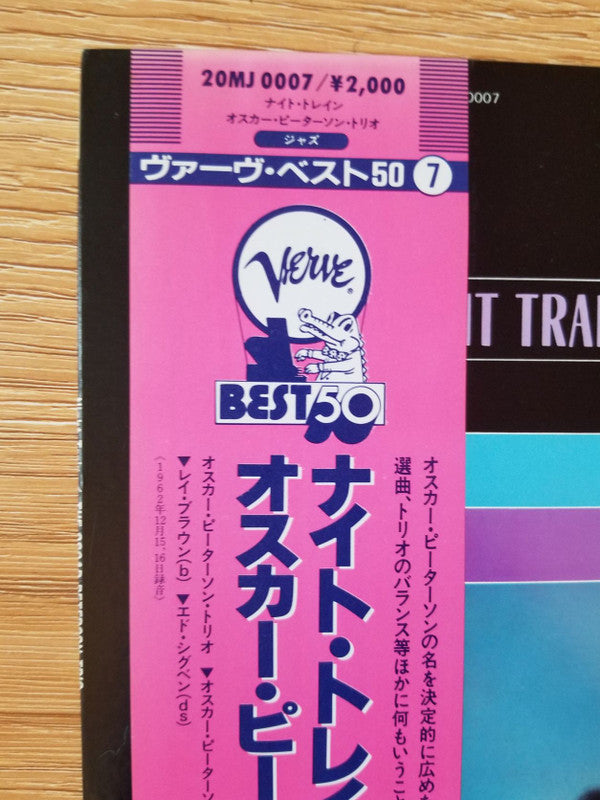 20MJ 0007/¥2,000
ナイト・トレイン
オスカー・ピーターソン・トリオ
ジャズ
ヴァーヴ・ベスト50 7
0007
Verve®
BEST 50
HT TRAI
オスカー・ピーターソンの名を決定的に広め
選曲、トリオのバランス等ほかに何もいうこと
ナイト・トレイ
オスカー・ピー
オスカー・ピーターソン・トリオ ▼オスカー・ピーターソ
▼レイ・ブラウン(b) ▼エド・シグペン(ds)
(1962年12月15、16日録音)